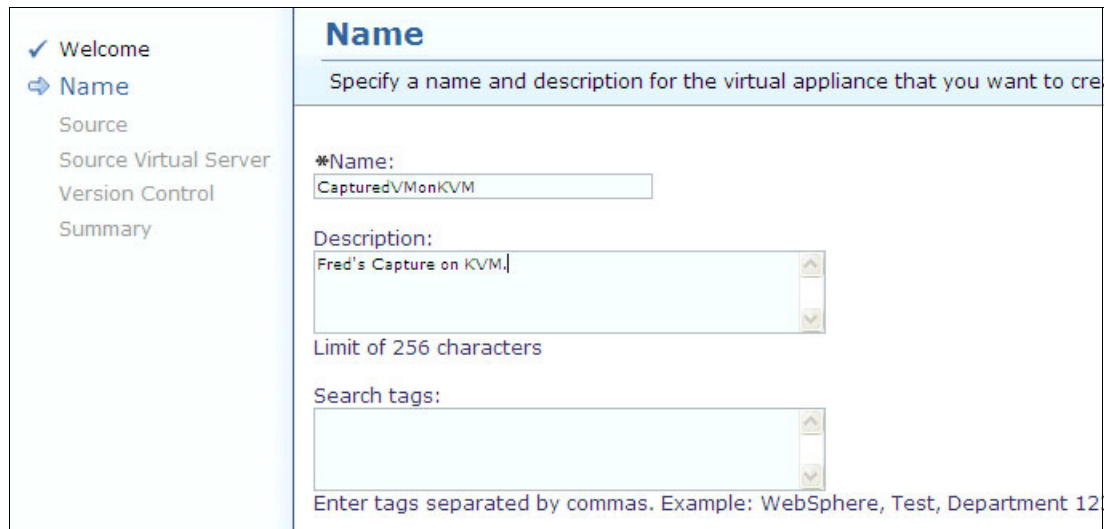 Welcome
Name
Source
Source Virtual Server
Version Control
Summary
Name
Specify a name and description for the virtual appliance that you want to cre
*Name:
CapturedVMonKVM
Description:
Fred's Capture on KVM.
Limit of 256 characters
Search tags:
Enter tags separated by commas. Example: WebSphere, Test, Department 12